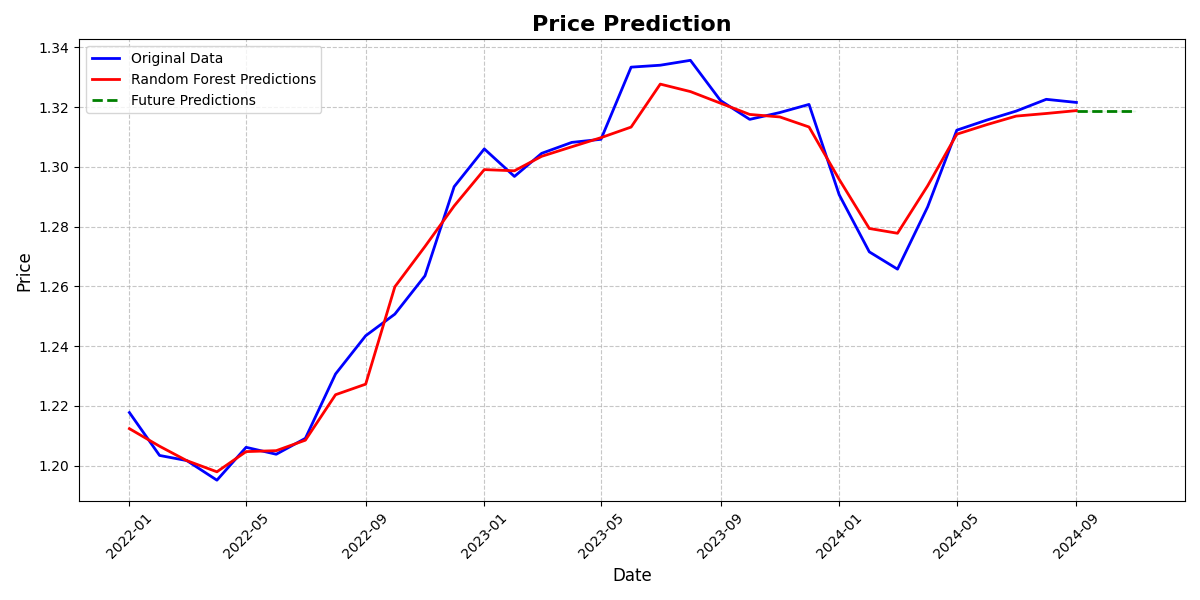 Price Prediction
Original Data
Random Forest Predictions
Future Predictions
Price
1.34
1.32
1.30
1.28
1.26
1.24
1.22
1.20
2022-01
2022-05
2022-09
2023-01
2023-05
2023-09
2024-01
2024-05
2024-09
Date